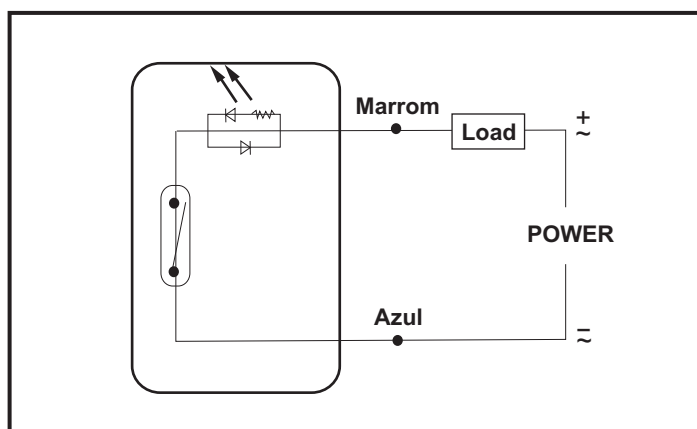 Marrom
Load
+
~
POWER
Azul
–
~